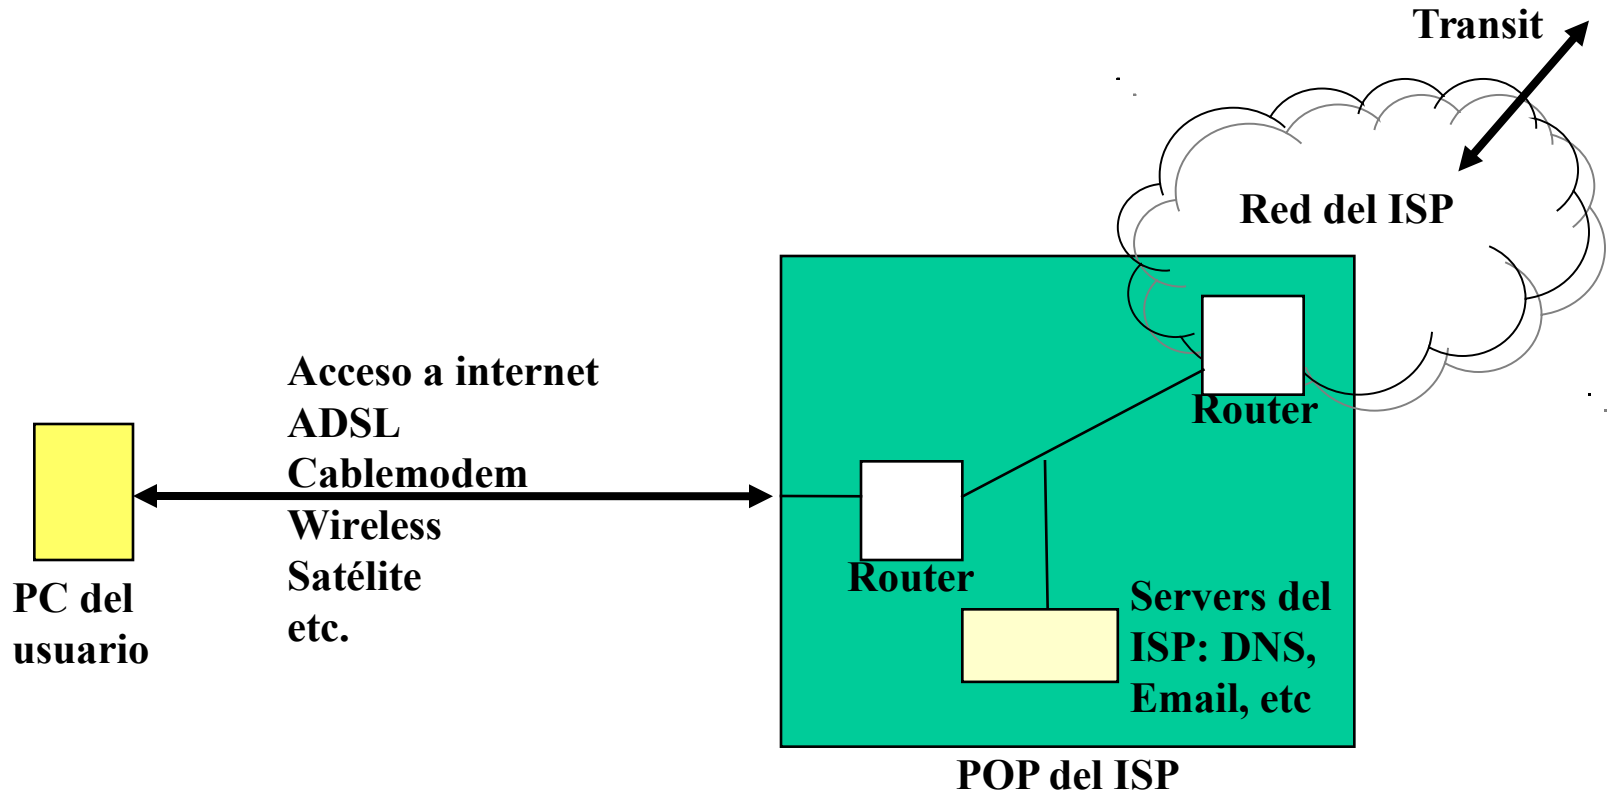 Transit
Red del ISP
Acceso a internet
ADSL
Cablemodem
Wireless
Satélite
etc.
PC del
usuario
Router
Router
Servers del
ISP: DNS,
Email, etc
POP del ISP